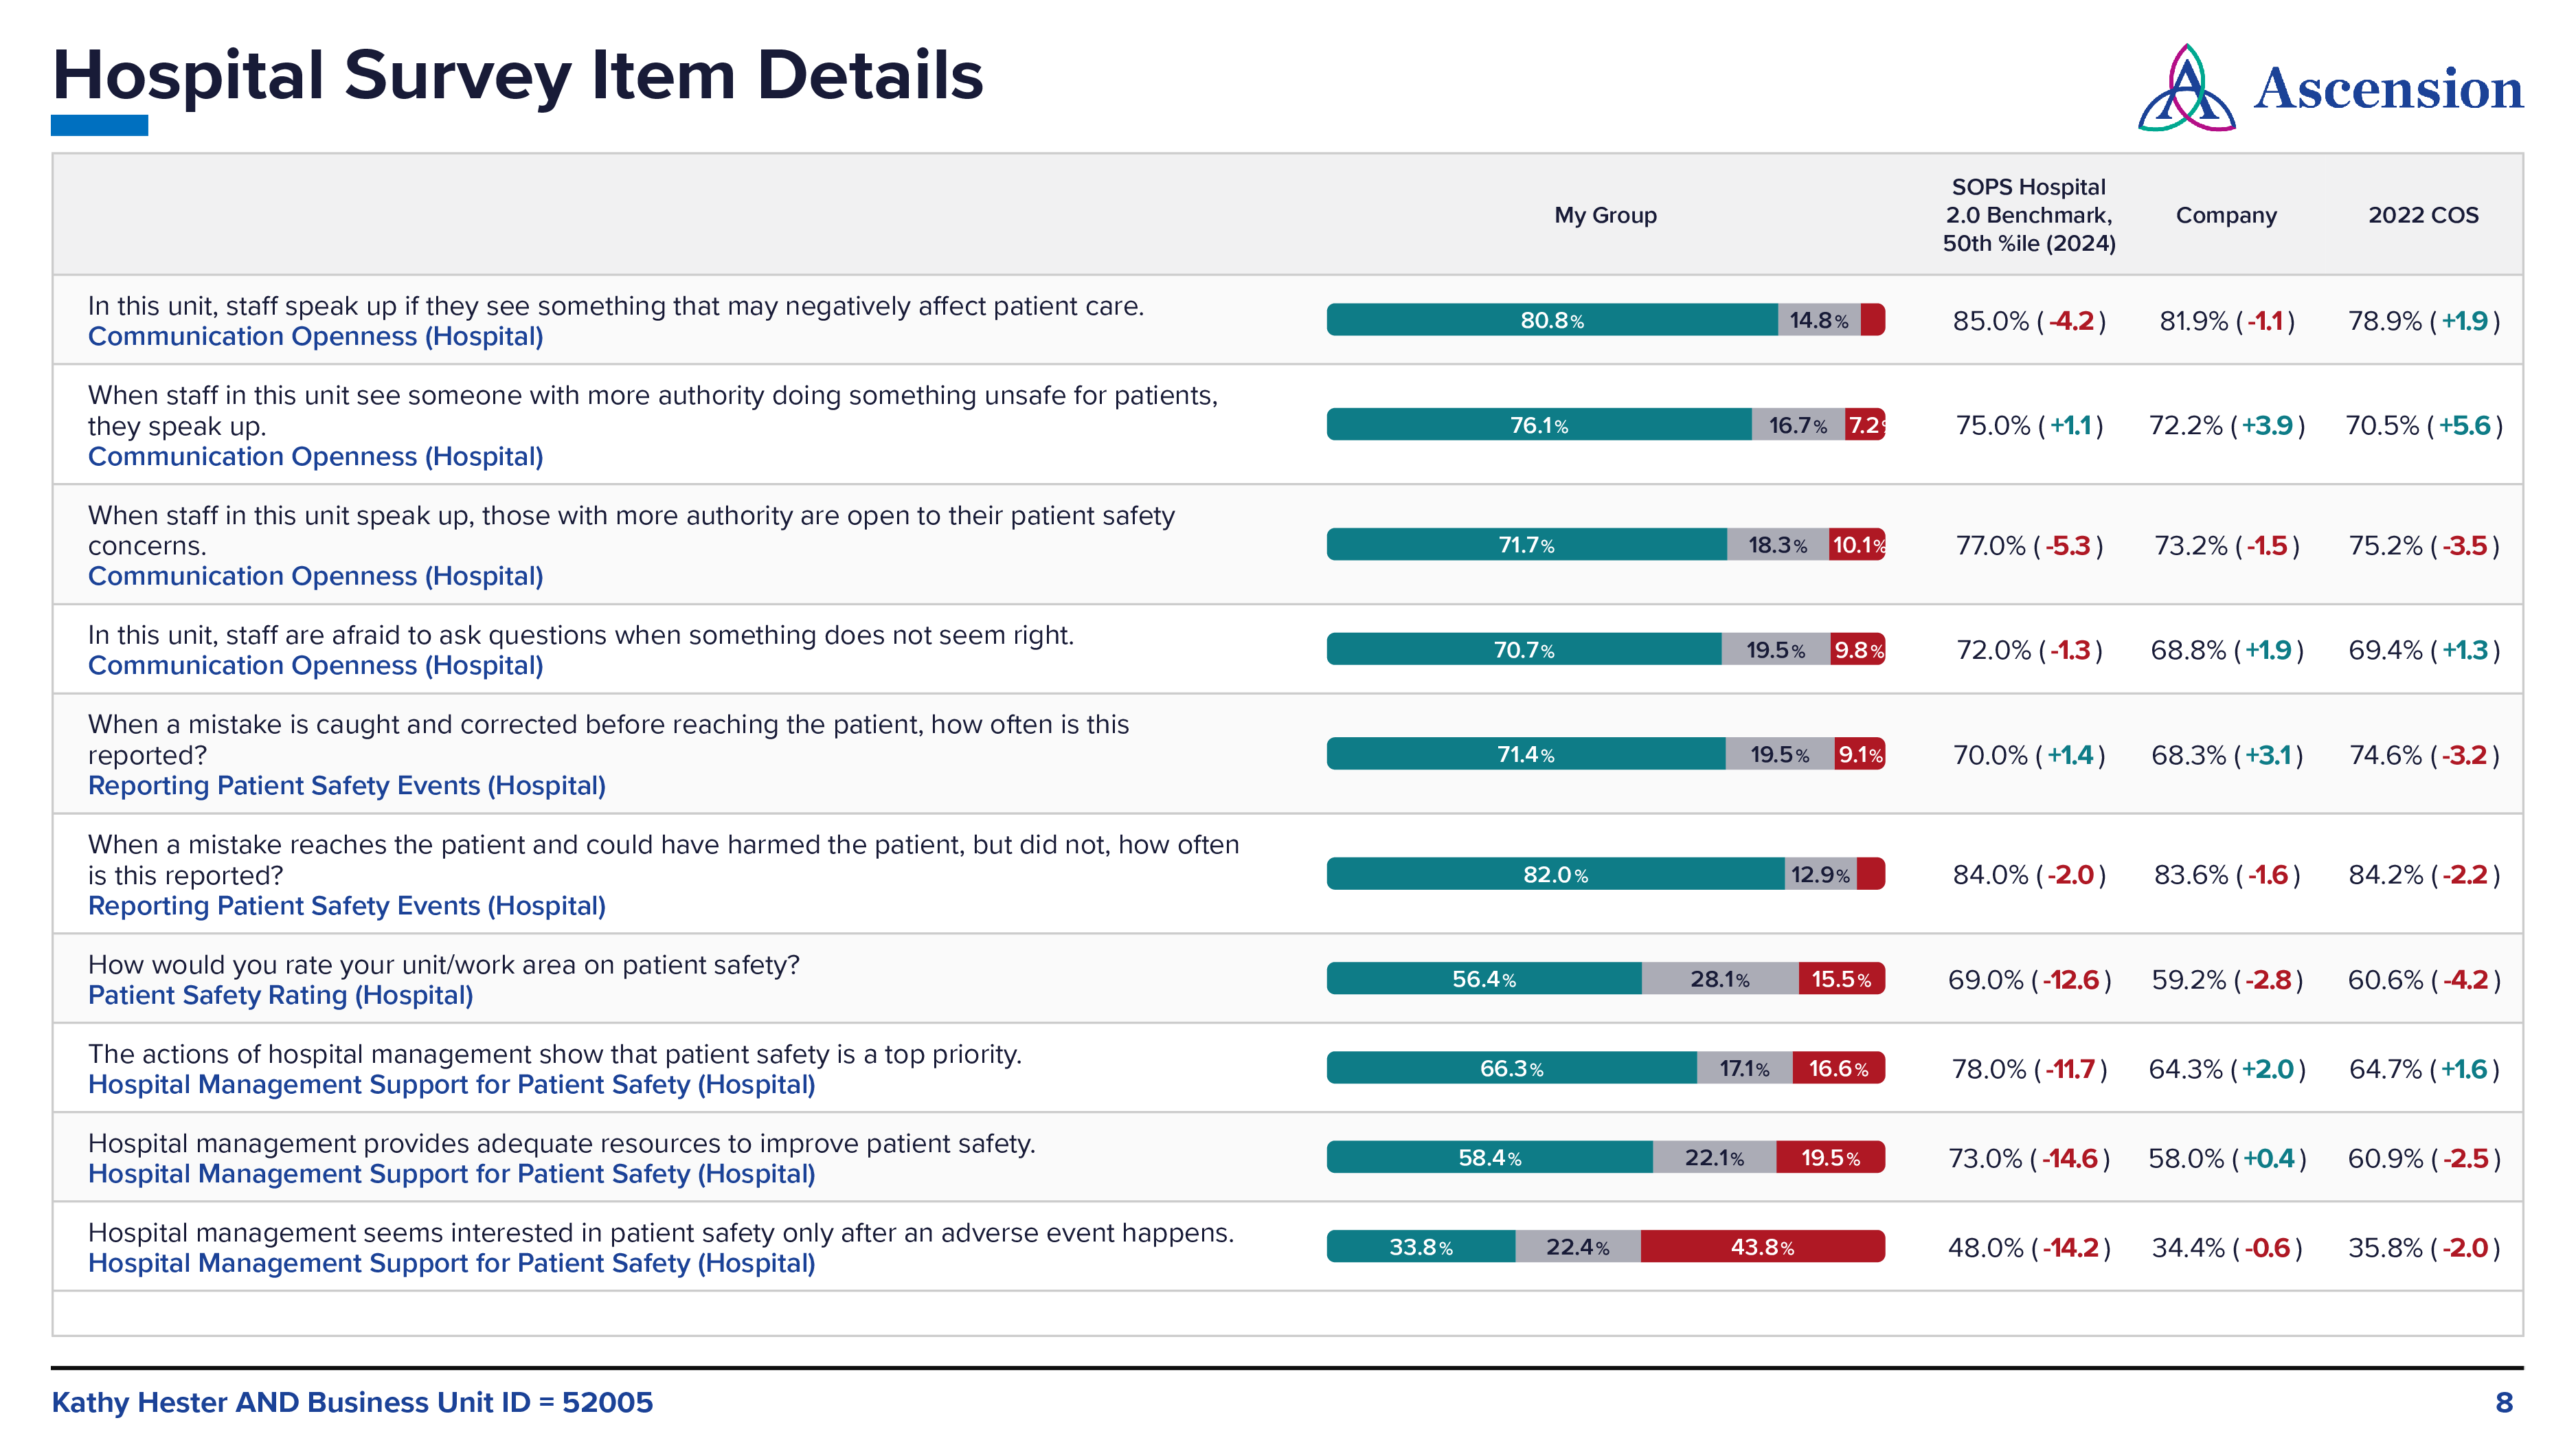 Hospital Survey Item Details
Ascension
My Group
SOPS Hospital
2.0 Benchmark,
50th %ile (2024)
Company
2022 COS
In this unit, staff speak up if they see something that may negatively affect patient care.
Communication Openness (Hospital)
80.8% 14.8% 85.0% ( -4.2 ) 81.9% ( -1.1 ) 78.9% ( +1.9 )
When staff in this unit see someone with more authority doing something unsafe for patients,
they speak up.
Communication Openness (Hospital)
76.1% 16.7% 7.2% 75.0% ( +1.1 ) 72.2% ( +3.9 ) 70.5% ( +5.6 )
When staff in this unit speak up, those with more authority are open to their patient safety
concerns.
Communication Openness (Hospital)
71.7% 18.3% 10.1% 77.0% ( -5.3 ) 73.2% ( -1.5 ) 75.2% ( -3.5 )
In this unit, staff are afraid to ask questions when something does not seem right.
Communication Openness (Hospital)
70.7% 19.5% 9.8% 72.0% ( -1.3 ) 68.8% ( +1.9 ) 69.4% ( +1.3 )
When a mistake is caught and corrected before reaching the patient, how often is this
reported?
Reporting Patient Safety Events (Hospital)
71.4% 19.5% 9.1% 70.0% ( +1.4 ) 68.3% ( +3.1 ) 74.6% ( -3.2 )
When a mistake reaches the patient and could have harmed the patient, but did not, how often
is this reported?
Reporting Patient Safety Events (Hospital)
82.0% 12.9% 84.0% ( -2.0 ) 83.6% ( -1.6 ) 84.2% ( -2.2 )
How would you rate your unit/work area on patient safety?
Patient Safety Rating (Hospital)
56.4% 28.1% 15.5% 69.0% ( -12.6 ) 59.2% ( -2.8 ) 60.6% ( -4.2 )
The actions of hospital management show that patient safety is a top priority.
Hospital Management Support for Patient Safety (Hospital)
66.3% 17.1% 16.6% 78.0% ( -11.7 ) 64.3% ( +2.0 ) 64.7% ( +1.6 )
Hospital management provides adequate resources to improve patient safety.
Hospital Management Support for Patient Safety (Hospital)
58.4% 22.1% 19.5% 73.0% ( -14.6 ) 58.0% ( +0.4 ) 60.9% ( -2.5 )
Hospital management seems interested in patient safety only after an adverse event happens.
Hospital Management Support for Patient Safety (Hospital)
33.8% 22.4% 43.8% 48.0% ( -14.2 ) 34.4% ( -0.6 ) 35.8% ( -2.0 )
Kathy Hester AND Business Unit ID = 52005
8